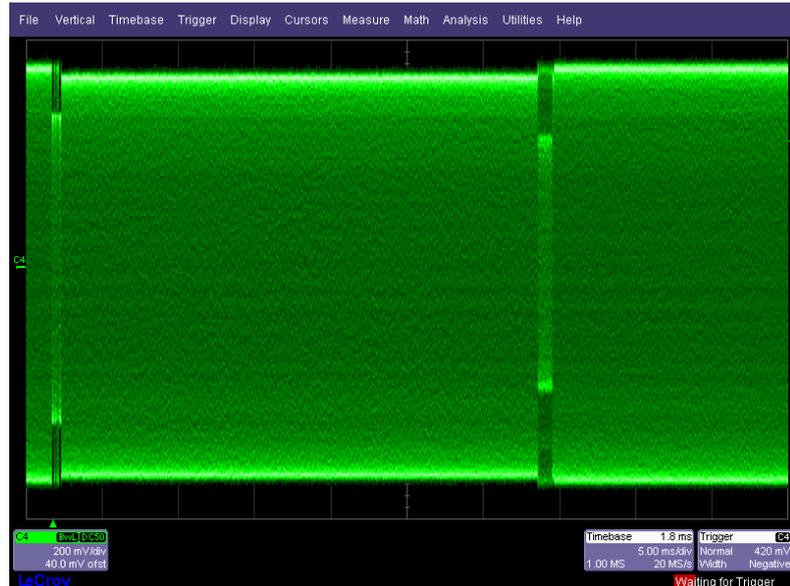 File Vertical Timebase Trigger Display Cursors Measure Math Analysis Utilities Help
C4
C4 BwL DC50
200 mV/div
40.0 mV ofst
Timebase 1.8 ms
5.00 ms/div
1.00 MS 20 MS/s
Trigger C4
Normal 420 mV
Width Negative
LeCroy
Waiting for Trigger